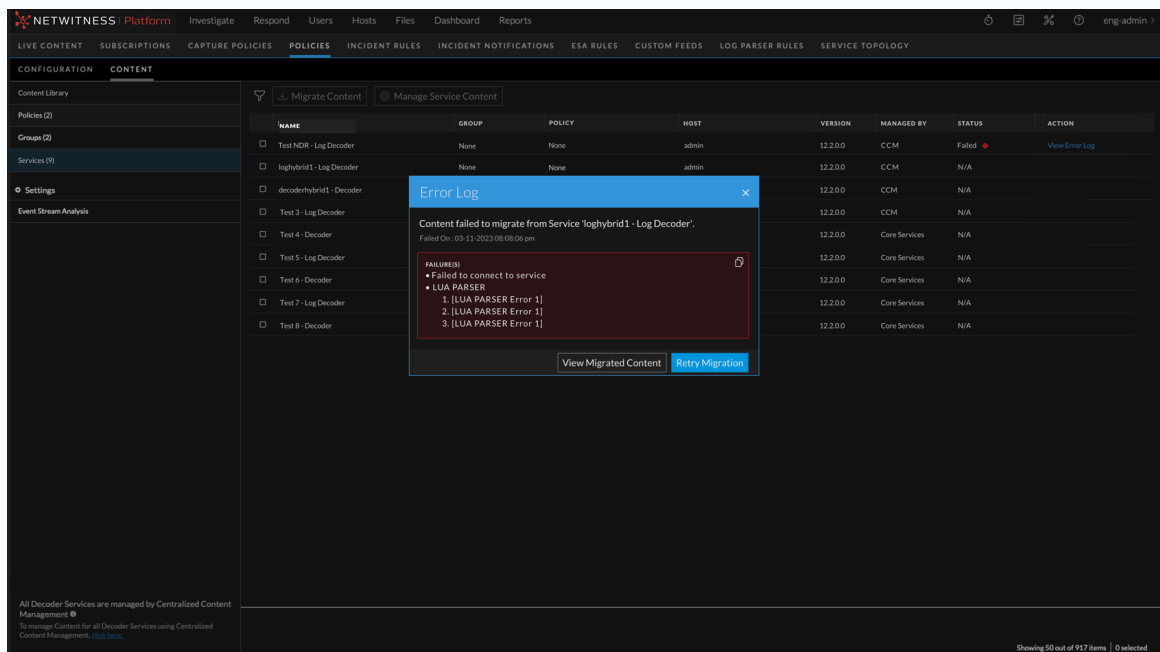 NETWITNESS | Platform Investigate Respond Users Hosts Files Dashboard Reports eng-admin >
LIVE CONTENT SUBSCRIPTIONS CAPTURE POLICIES POLICIES INCIDENT RULES INCIDENT NOTIFICATIONS ESA RULES CUSTOM FEEDS LOG PARSER RULES SERVICE TOPOLOGY
CONFIGURATION CONTENT
Content Library
Policies (2)
Groups (2)
Services (9)
Settings
Event Stream Analysis
Migrate Content Manage Service Content
NAME GROUP POLICY HOST VERSION MANAGED BY STATUS ACTION
Test NDR - Log Decoder None None admin 12.2.0.0 CCM Failed View Error Log
loghybrid1 - Log Decoder None None admin 12.2.0.0 CCM N/A
decoderhybrid1 - Decoder 12.2.0.0 CCM N/A
Test 3 - Log Decoder 12.2.0.0 CCM N/A
Test 4 - Decoder 12.2.0.0 Core Services N/A
Test 5 - Log Decoder 12.2.0.0 Core Services N/A
Test 6 - Decoder 12.2.0.0 Core Services N/A
Test 7 - Log Decoder 12.2.0.0 Core Services N/A
Test 8 - Decoder 12.2.0.0 Core Services N/A
Error Log
Content failed to migrate from Service 'loghybrid1 - Log Decoder'.
Failed On : 03-11-2023 08:08:06 pm
FAILURE(S)
• Failed to connect to service
• LUA PARSER
1. [LUA PARSER Error 1]
2. [LUA PARSER Error 1]
3. [LUA PARSER Error 1]
View Migrated Content Retry Migration
All Decoder Services are managed by Centralized Content
Management
To manage Content for all Decoder Services using Centralized
Content Management, click here.
Showing 50 out of 917 items | 0 selected